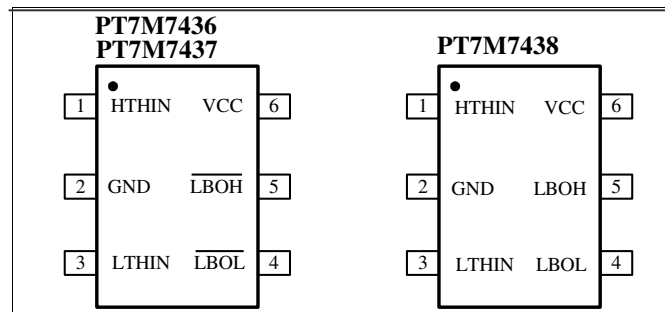 PT7M7436
PT7M7437
1 HTHIN VCC 6
2 GND LBOH 5
3 LTHIN LBOL 4
PT7M7438
1 HTHIN VCC 6
2 GND LBOH 5
3 LTHIN LBOL 4